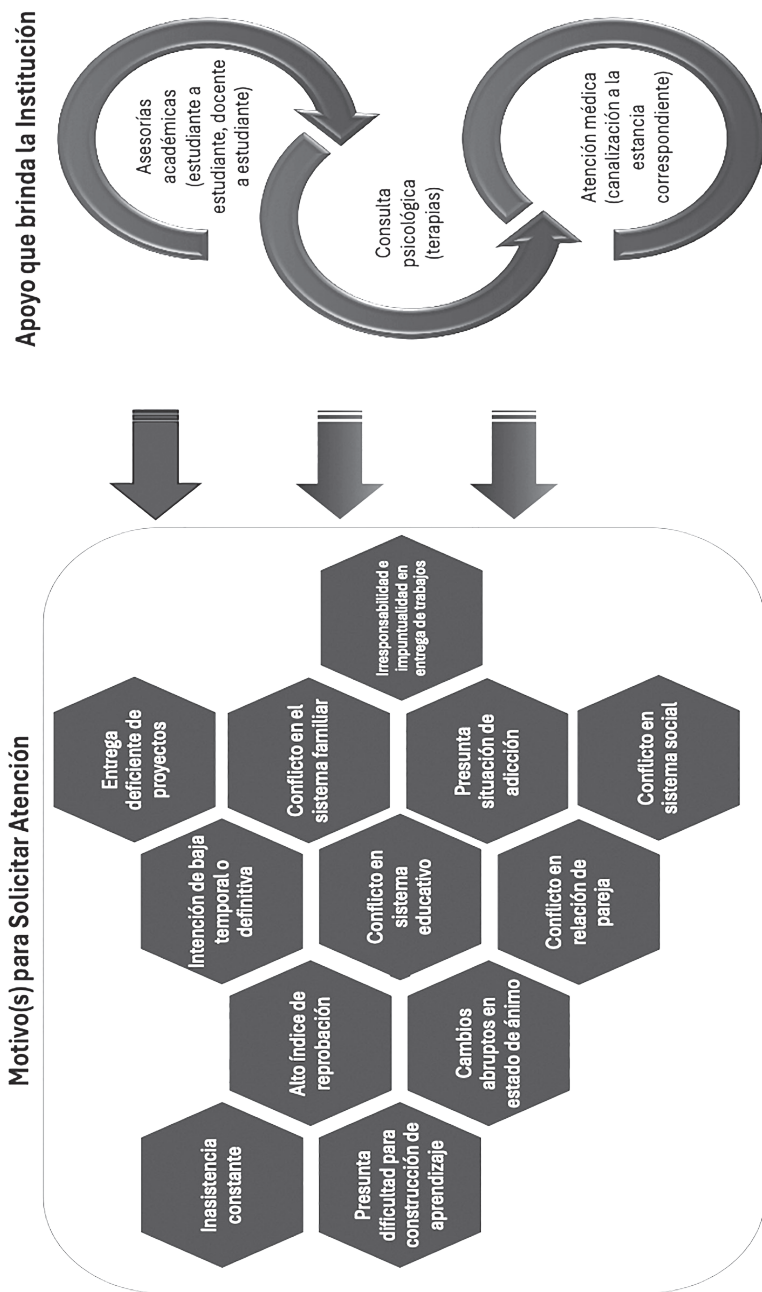 Motivo(s) para Solicitar Atención
Inasistencia
constante
Presunta
dificultad para
construcción de
aprendizaje
Alto índice de
reprobación
Cambios
abruptos en
estado de ánimo
Intención de baja
temporal o
definitiva
Conflicto en
sistema
educativo
Conflicto en
relación de
pareja
Entrega
deficiente de
proyectos
Conflicto en el
sistema familiar
Presunta
situación de
adicción
Conflicto en
sistema social
Irresponsabilidad e
impuntualidad en
entrega de trabajos
Apoyo que brinda la Institución
Asesorías
académicas
(estudiante a
estudiante, docente
a estudiante)
Consulta
psicológica
(terapias)
Atención médica
(canalización a la
estancia
correspondiente)